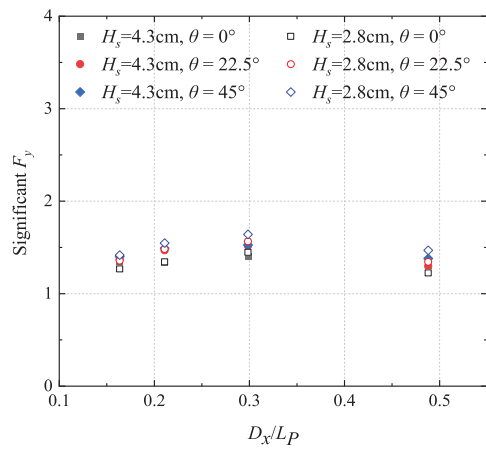 4
H_s=4.3cm, θ = 0° H_s=2.8cm, θ = 0°
H_s=4.3cm, θ = 22.5° H_s=2.8cm, θ = 22.5°
H_s=4.3cm, θ = 45° H_s=2.8cm, θ = 45°
3
Significant F_y
2
1
0
0.1 0.2 0.3 0.4 0.5
D_x/L_P